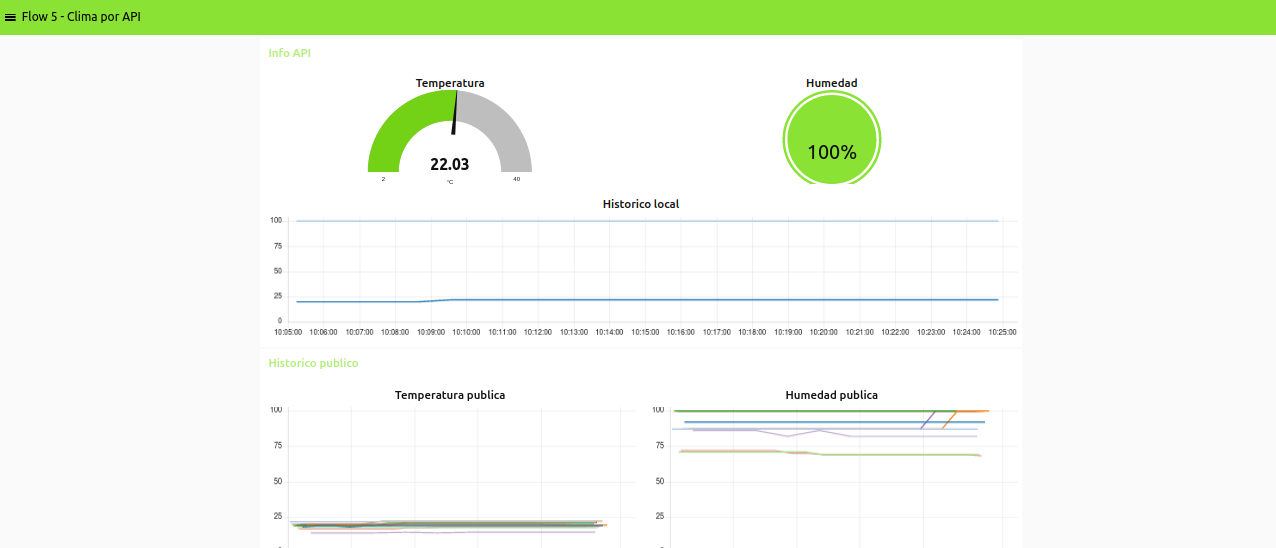 Flow 5 - Clima por API
Info API
Temperatura
22.03
2
°C
40
Humedad
100%
Historico local
100
75
50
25
0
10:05:00 10:06:00 10:07:00 10:08:00 10:09:00 10:10:00 10:11:00 10:12:00 10:13:00 10:14:00 10:15:00 10:16:00 10:17:00 10:18:00 10:19:00 10:20:00 10:21:00 10:22:00 10:23:00 10:24:00 10:25:00
Historico publico
Temperatura publica
100
75
50
25
Humedad publica
100
75
50
25